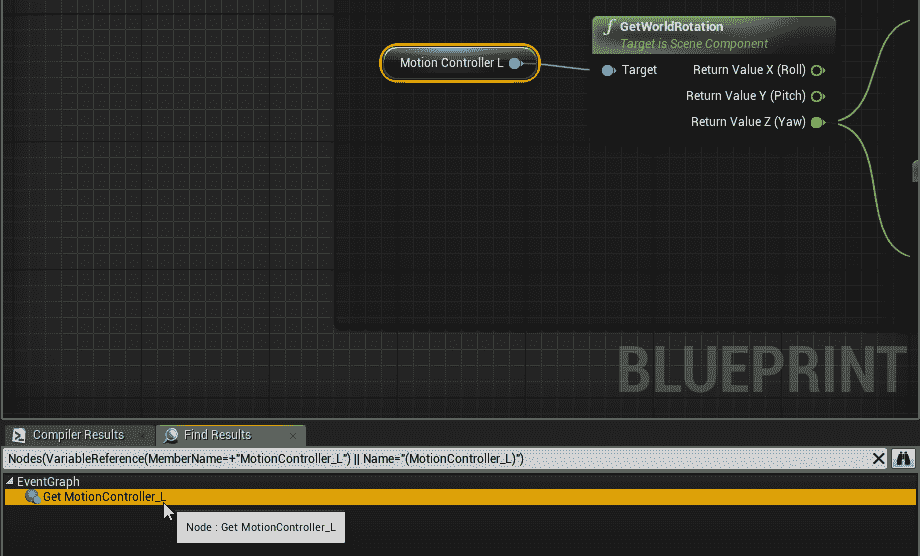 GetWorldRotation
Target is Scene Component
Motion Controller L
Target
Return Value X (Roll)
Return Value Y (Pitch)
Return Value Z (Yaw)
BLUEPRINT
Compiler Results
Find Results
Nodes(VariableReference(MemberName=+"MotionController_L") || Name="(MotionController_L)")
EventGraph
Get MotionController_L
Node : Get MotionController_L